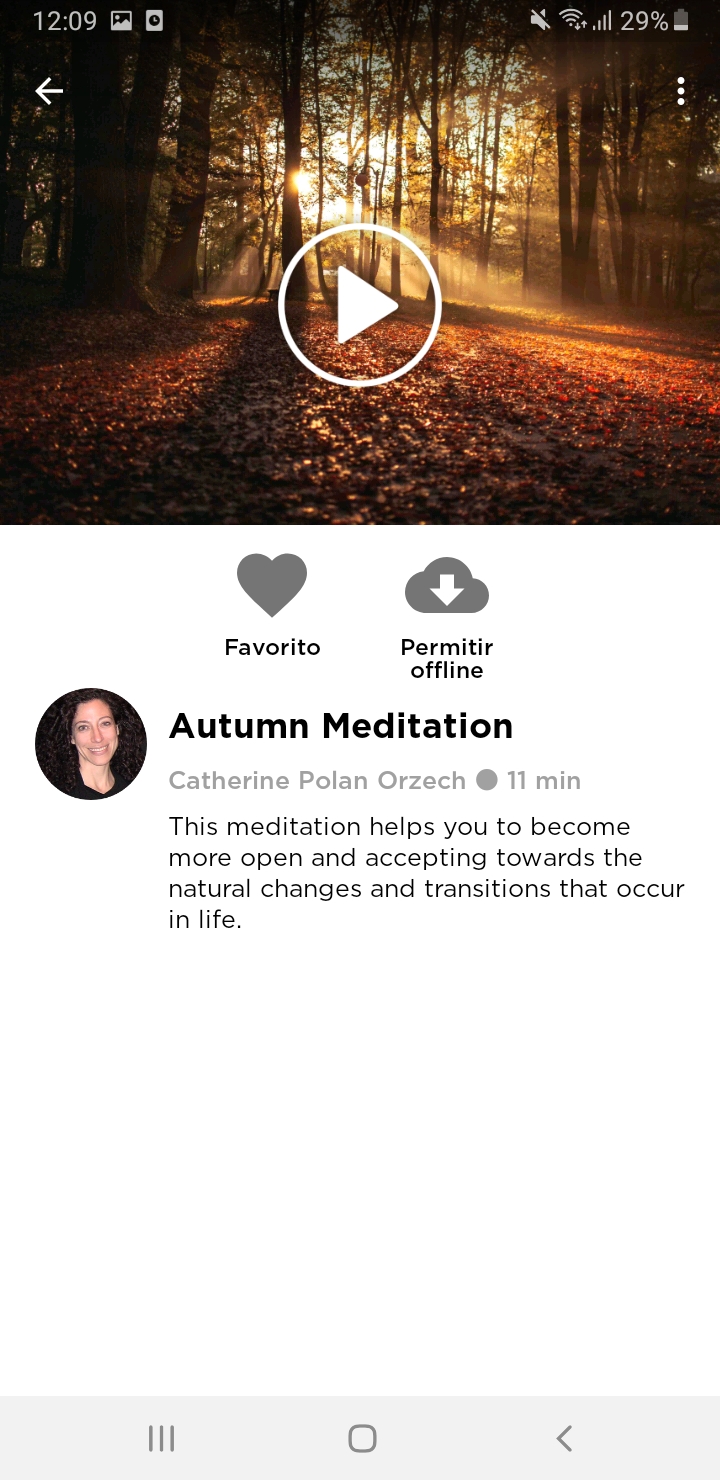 12:09 29%
Favorito
Permitir
offline
Autumn Meditation
Catherine Polan Orzech ● 11 min
This meditation helps you to become
more open and accepting towards the
natural changes and transitions that occur
in life.